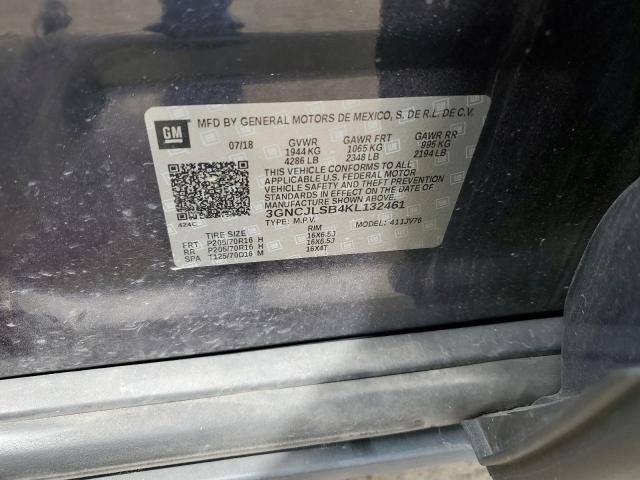 GM
MFD BY GENERAL MOTORS DE MEXICO, S. DE R.L. DE C.V.
07/18 GVWR GAWR FRT GAWR RR
1944 KG 1065 KG 995 KG
4286 LB 2348 LB 2194 LB
THIS VEHICLE CONFORMS TO ALL
APPLICABLE U.S. FEDERAL MOTOR
VEHICLE SAFETY, BUMPER, AND
THEFT PREVENTION STANDARDS IN
EFFECT ON THE DATE OF
MANUFACTURE SHOWN ABOVE.
3GNCJLSB4KL132461
424C TYPE: M.P.V. MODEL: 411JV76
TIRE SIZE RIM
FRT P205/70R16 H 16X6.5J
RR P205/70R16 H 16X6.5J
SPA T125/70D16 M 16X4T